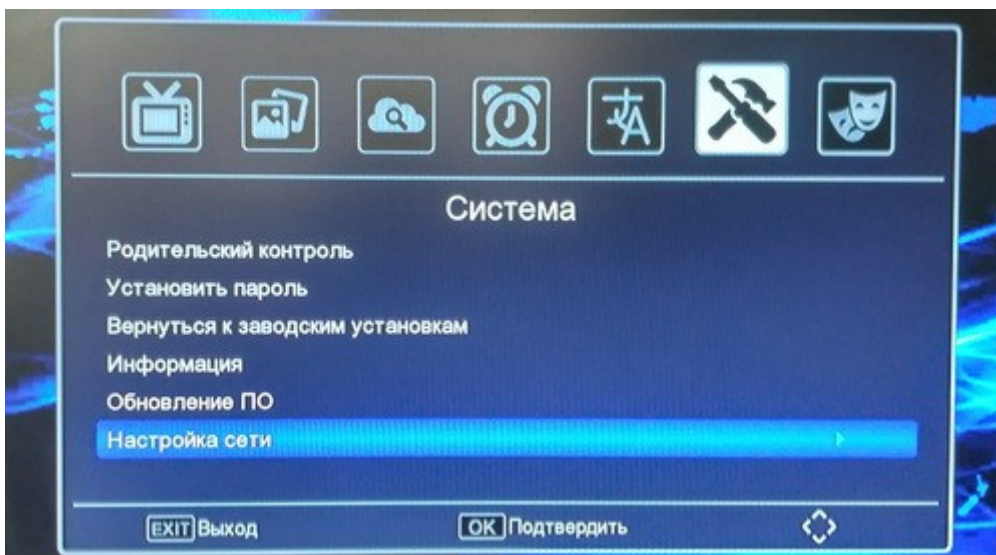 Система
Родительский контроль
Установить пароль
Вернуться к заводским установкам
Информация
Обновление ПО
Настройка сети
EXIT Выход OK Подтвердить